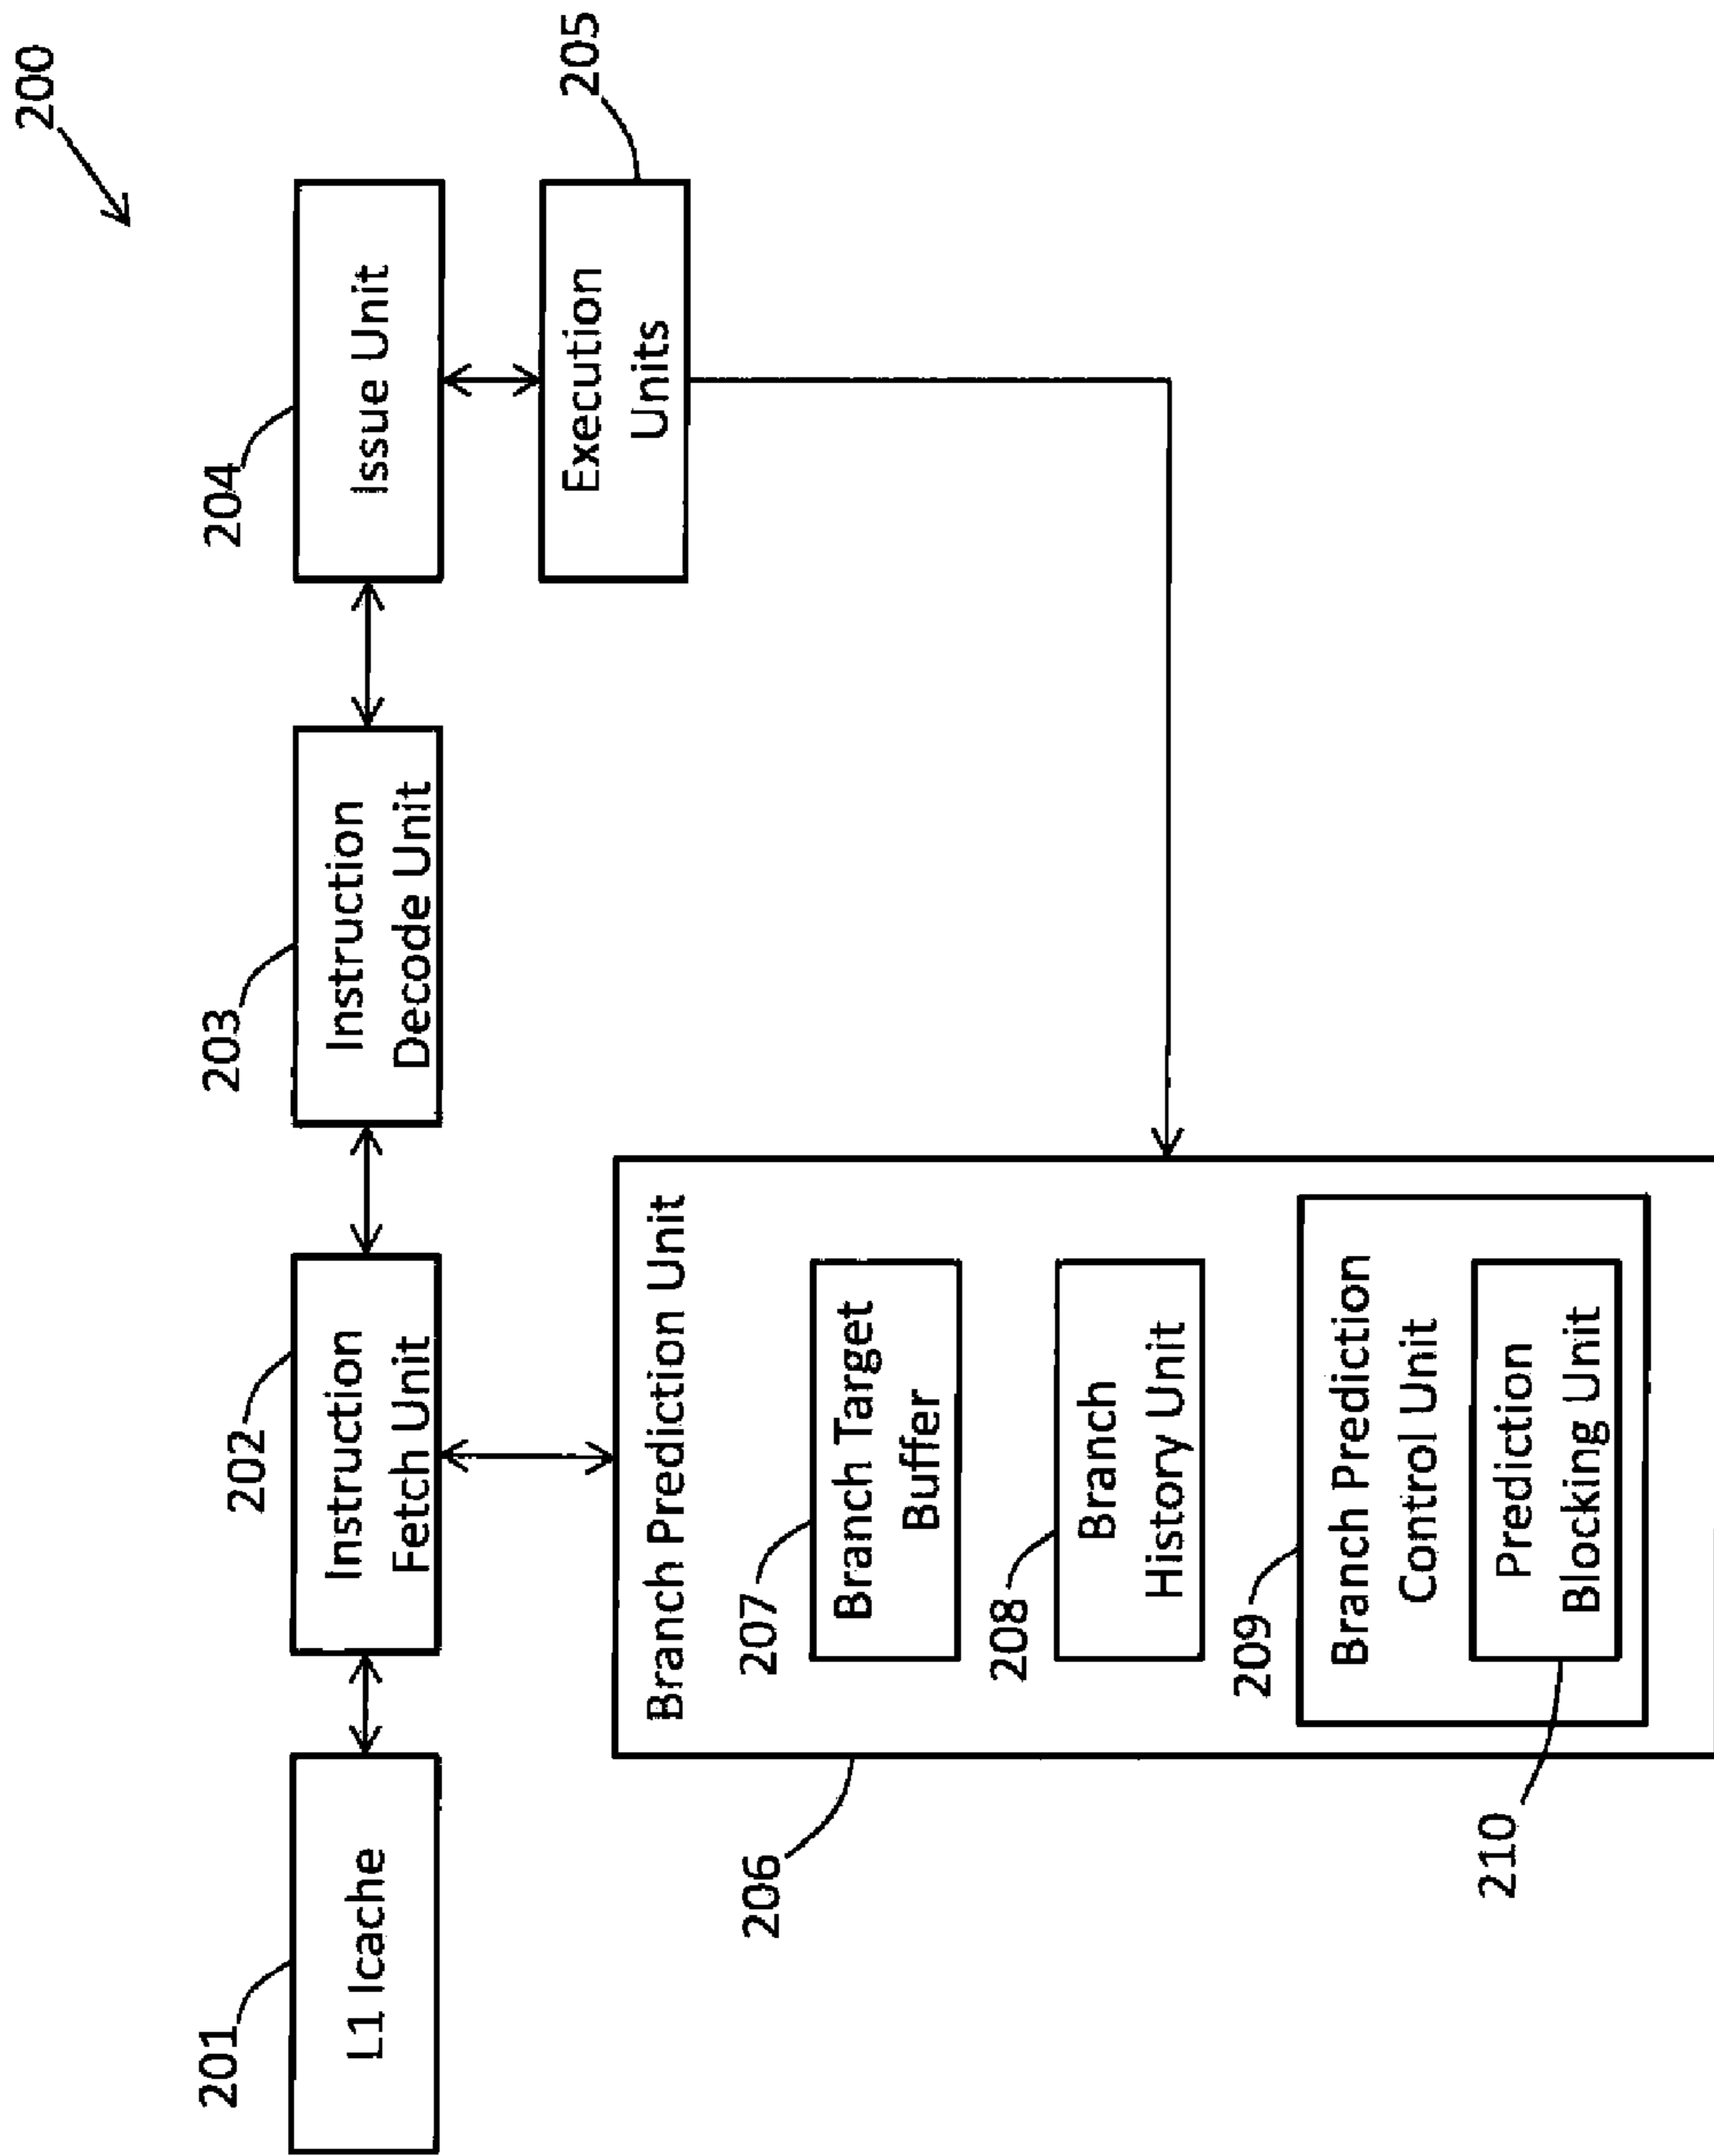 200
201
L1 Icache
202
Instruction
Fetch Unit
203
Instruction
Decode Unit
204
Issue Unit
Execution
Units
205
206
Branch Prediction Unit
207
Branch Target
Buffer
208
Branch
History Unit
209
Branch Prediction
Control Unit
Prediction
Blocking Unit
210